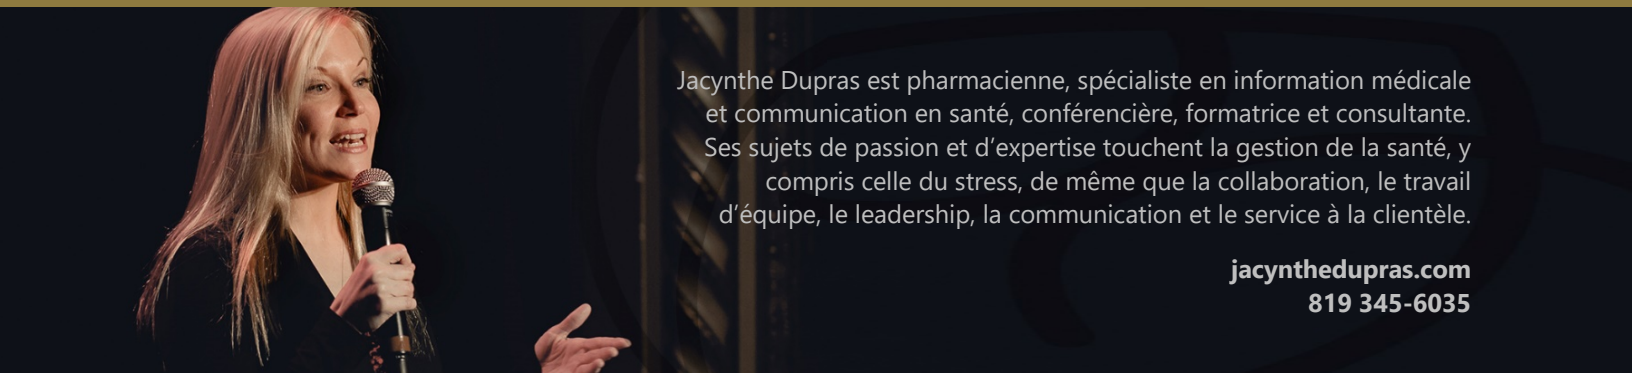 Jacynthe Dupras est pharmacienne, spécialiste en information médicale
et communication en santé, conférencière, formatrice et consultante.
Ses sujets de passion et d’expertise touchent la gestion de la santé, y
compris celle du stress, de même que la collaboration, le travail
d’équipe, le leadership, la communication et le service à la clientèle.
jacynthedupras.com
819 345-6035